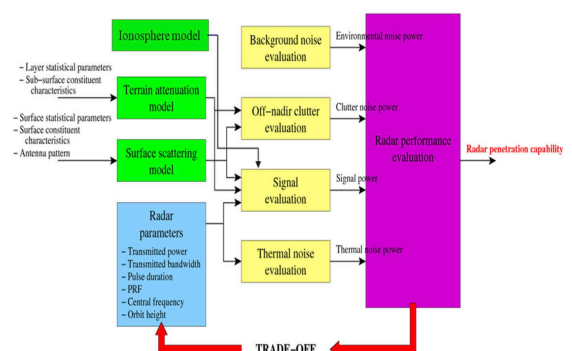 Ionosphere model
– Layer statistical parameters
– Sub–surface constituent
characteristics
Terrain attenuation
model
– Surface statistical parameters
– Surface constituent
characteristics
– Antenna pattern
Surface scattering
model
Radar
parameters
– Transmitted power
– Transmitted bandwidth
– Pulse duration
– PRF
– Central frequency
– Orbit height
Background noise
evaluation
Environmental noise power
Off–nadir clutter
evaluation
Clutter noise power
Signal
evaluation
Signal power
Thermal noise
evaluation
Thermal noise power
Radar performance
evaluation
Radar penetration capability
TRADE–OFF